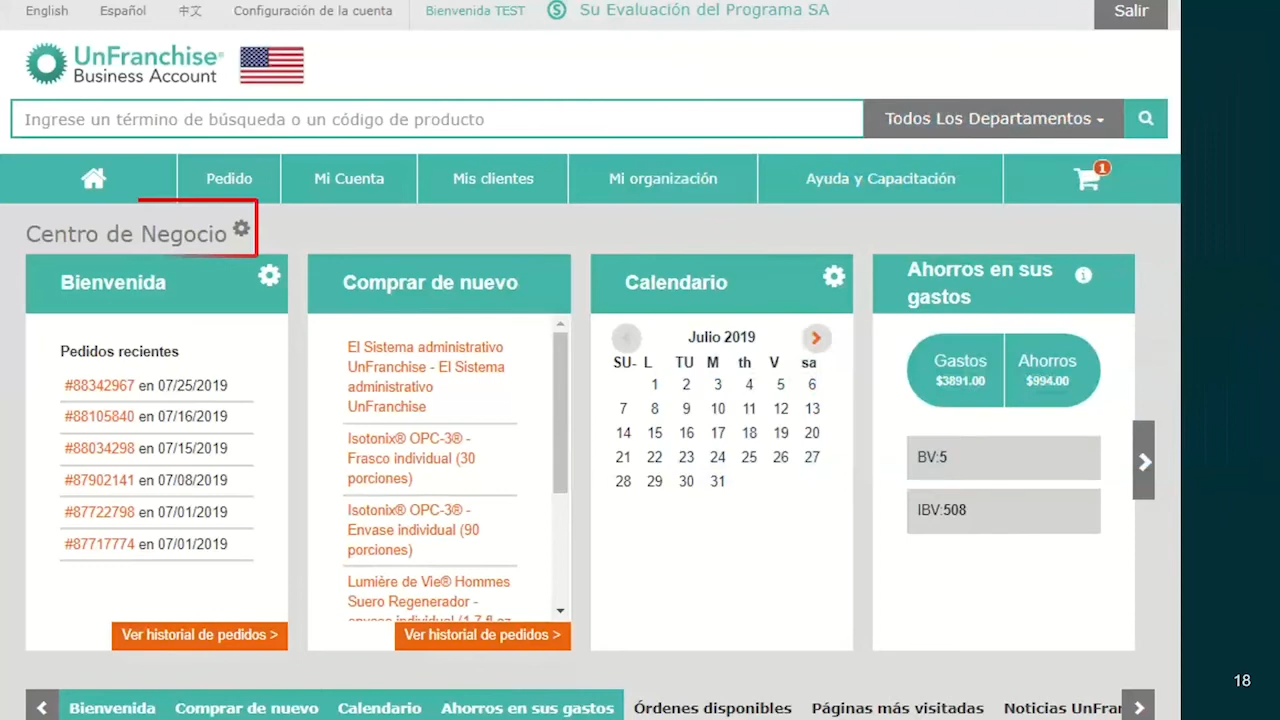 English Español 中文 Configuración de la cuenta Bienvenida TEST Su Evaluación del Programa SA Salir
UnFranchise®
Business Account
Ingrese un término de búsqueda o un código de producto Todos Los Departamentos
Pedido Mi Cuenta Mis clientes Mi organización Ayuda y Capacitación 1
Centro de Negocio
Bienvenida
Pedidos recientes
#88342967 en 07/25/2019
#88105840 en 07/16/2019
#88034298 en 07/15/2019
#87902141 en 07/08/2019
#87722798 en 07/01/2019
#87717774 en 07/01/2019
Ver historial de pedidos >
Comprar de nuevo
El Sistema administrativo
UnFranchise - El Sistema
administrativo
UnFranchise
Isotonix® OPC-3® -
Frasco individual (30
porciones)
Isotonix® OPC-3® -
Envase individual (90
porciones)
Lumière de Vie® Hommes
Suero Regenerador -
envase individual (1.7 fl oz
Ver historial de pedidos >
Calendario
Julio 2019
SU- L TU M th V sa
1 2 3 4 5 6
7 8 9 10 11 12 13
14 15 16 17 18 19 20
21 22 23 24 25 26 27
28 29 30 31
Ahorros en sus
gastos
Gastos Ahorros
$3891.00 $994.00
BV:5
IBV:508
Bienvenida Comprar de nuevo Calendario Ahorros en sus gastos Órdenes disponibles Páginas más visitadas Noticias UnFran
18